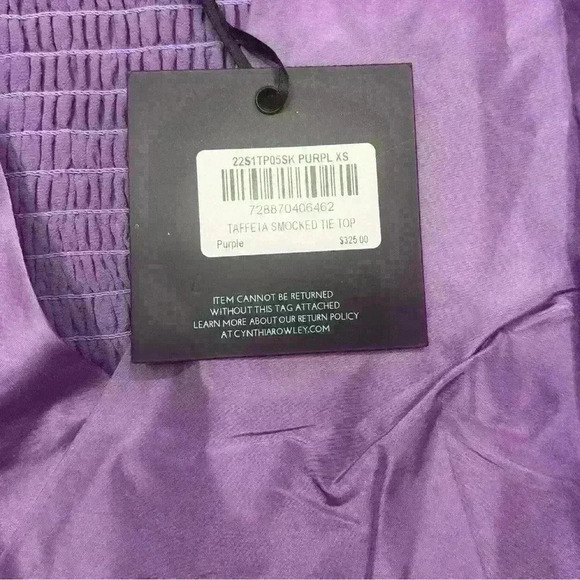 22S1TP05SK PURPL XS
728870406462
TAFFETA SMOCKED TIE TOP
Purple $325.00
ITEM CANNOT BE RETURNED
WITHOUT THIS TAG ATTACHED
LEARN MORE ABOUT OUR RETURN POLICY
AT CYNTHIAROWLEY.COM